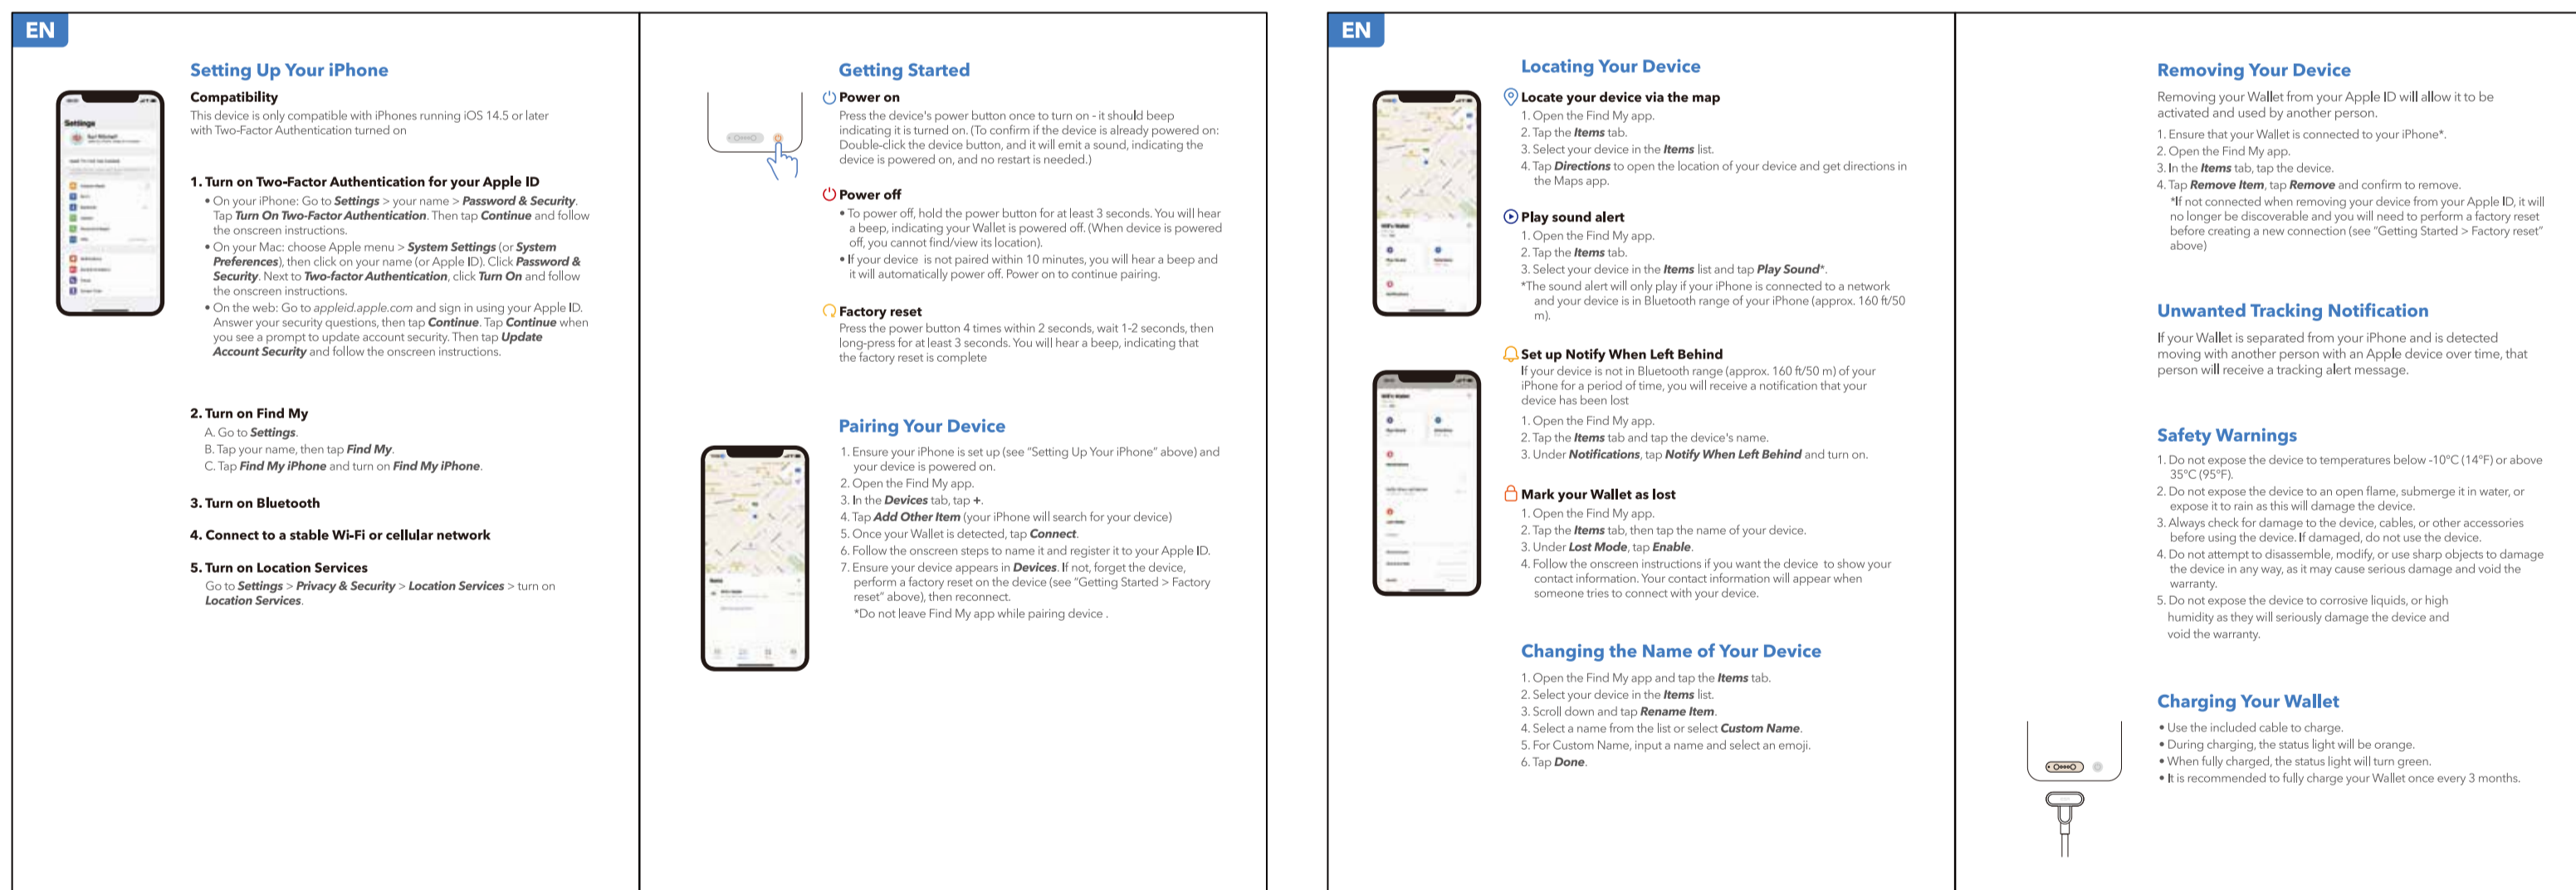 EN
Setting Up Your iPhone
Compatibility
This device is only compatible with iPhones running iOS 14.5 or later
with Two-Factor Authentication turned on
Settings
1. Turn on Two-Factor Authentication for your Apple ID
• On your iPhone: Go to Settings > your name > Password & Security.
Tap Turn On Two-Factor Authentication. Then tap Continue and follow
the onscreen instructions.
• On your Mac: choose Apple menu > System Settings (or System
Preferences), then click on your name (or Apple ID). Click Password &
Security. Next to Two-factor Authentication, click Turn On and follow
the onscreen instructions.
• On the web: Go to appleid.apple.com and sign in using your Apple ID.
Answer your security questions, then tap Continue. Tap Continue when
you see a prompt to update account security. Then tap Update
Account Security and follow the onscreen instructions.
2. Turn on Find My
A. Go to Settings.
B. Tap your name, then tap Find My.
C. Tap Find My iPhone and turn on Find My iPhone.
3. Turn on Bluetooth
4. Connect to a stable Wi-Fi or cellular network
5. Turn on Location Services
Go to Settings > Privacy & Security > Location Services > turn on
Location Services.
Getting Started
Power on
Press the device's power button once to turn on - it should beep
indicating it is turned on. (To confirm if the device is already powered on:
Double-click the device button, and it will emit a sound, indicating the
device is powered on, and no restart is needed.)
Power off
• To power off, hold the power button for at least 3 seconds. You will hear
a beep, indicating your Wallet is powered off. (When device is powered
off, you cannot find/view its location).
• If your device is not paired within 10 minutes, you will hear a beep and
it will automatically power off. Power on to continue pairing.
Factory reset
Press the power button 4 times within 2 seconds, wait 1-2 seconds, then
long-press for at least 3 seconds. You will hear a beep, indicating that
the factory reset is complete
Pairing Your Device
1. Ensure your iPhone is set up (see "Setting Up Your iPhone" above) and
your device is powered on.
2. Open the Find My app.
3. In the Devices tab, tap +.
4. Tap Add Other Item (your iPhone will search for your device)
5. Once your Wallet is detected, tap Connect.
6. Follow the onscreen steps to name it and register it to your Apple ID.
7. Ensure your device appears in Devices. If not, forget the device,
perform a factory reset on the device (see "Getting Started > Factory
reset" above), then reconnect.
*Do not leave Find My app while pairing device .
EN
Locating Your Device
Locate your device via the map
1. Open the Find My app.
2. Tap the Items tab.
3. Select your device in the Items list.
4. Tap Directions to open the location of your device and get directions in
the Maps app.
Play sound alert
1. Open the Find My app.
2. Tap the Items tab.
3. Select your device in the Items list and tap Play Sound*.
*The sound alert will only play if your iPhone is connected to a network
and your device is in Bluetooth range of your iPhone (approx. 160 ft/50
m).
Set up Notify When Left Behind
If your device is not in Bluetooth range (approx. 160 ft/50 m) of your
iPhone for a period of time, you will receive a notification that your
device has been lost
1. Open the Find My app.
2. Tap the Items tab and tap the device's name.
3. Under Notifications, tap Notify When Left Behind and turn on.
Mark your Wallet as lost
1. Open the Find My app.
2. Tap the Items tab, then tap the name of your device.
3. Under Lost Mode, tap Enable.
4. Follow the onscreen instructions if you want the device to show your
contact information. Your contact information will appear when
someone tries to connect with your device.
Changing the Name of Your Device
1. Open the Find My app and tap the Items tab.
2. Select your device in the Items list.
3. Scroll down and tap Rename Item.
4. Select a name from the list or select Custom Name.
5. For Custom Name, input a name and select an emoji.
6. Tap Done.
Removing Your Device
Removing your Wallet from your Apple ID will allow it to be
activated and used by another person.
1. Ensure that your Wallet is connected to your iPhone*.
2. Open the Find My app.
3. In the Items tab, tap the device.
4. Tap Remove Item, tap Remove and confirm to remove.
*If not connected when removing your device from your Apple ID, it will
no longer be discoverable and you will need to perform a factory reset
before creating a new connection (see "Getting Started > Factory reset"
above)
Unwanted Tracking Notification
If your Wallet is separated from your iPhone and is detected
moving with another person with an Apple device over time, that
person will receive a tracking alert message.
Safety Warnings
1. Do not expose the device to temperatures below -10°C (14°F) or above
35°C (95°F).
2. Do not expose the device to an open flame, submerge it in water, or
expose it to rain as this will damage the device.
3. Always check for damage to the device, cables, or other accessories
before using the device. If damaged, do not use the device.
4. Do not attempt to disassemble, modify, or use sharp objects to damage
the device in any way, as it may cause serious damage and void the
warranty.
5. Do not expose the device to corrosive liquids, or high
humidity as they will seriously damage the device and
void the warranty.
Charging Your Wallet
• Use the included cable to charge.
• During charging, the status light will be orange.
• When fully charged, the status light will turn green.
• It is recommended to fully charge your Wallet once every 3 months.